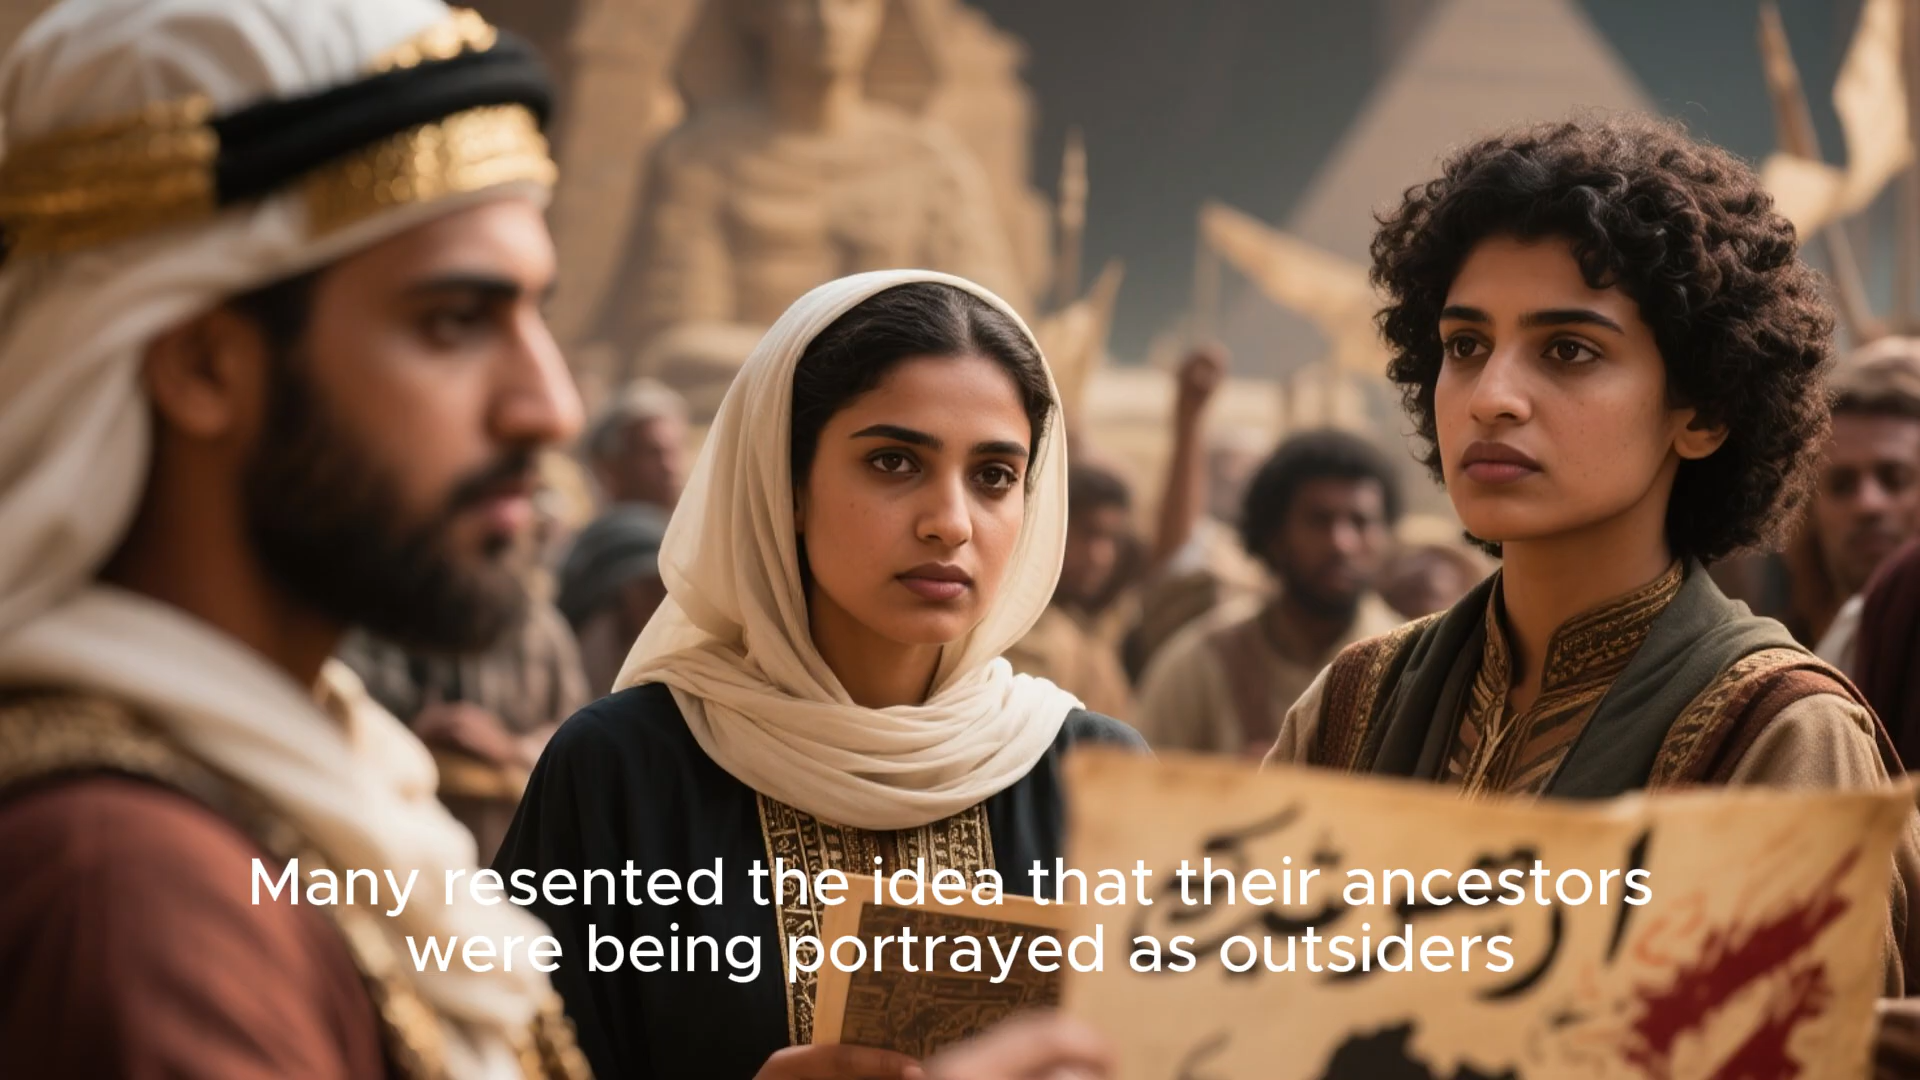 Many resented the idea that their ancestors
were being portrayed as outsiders